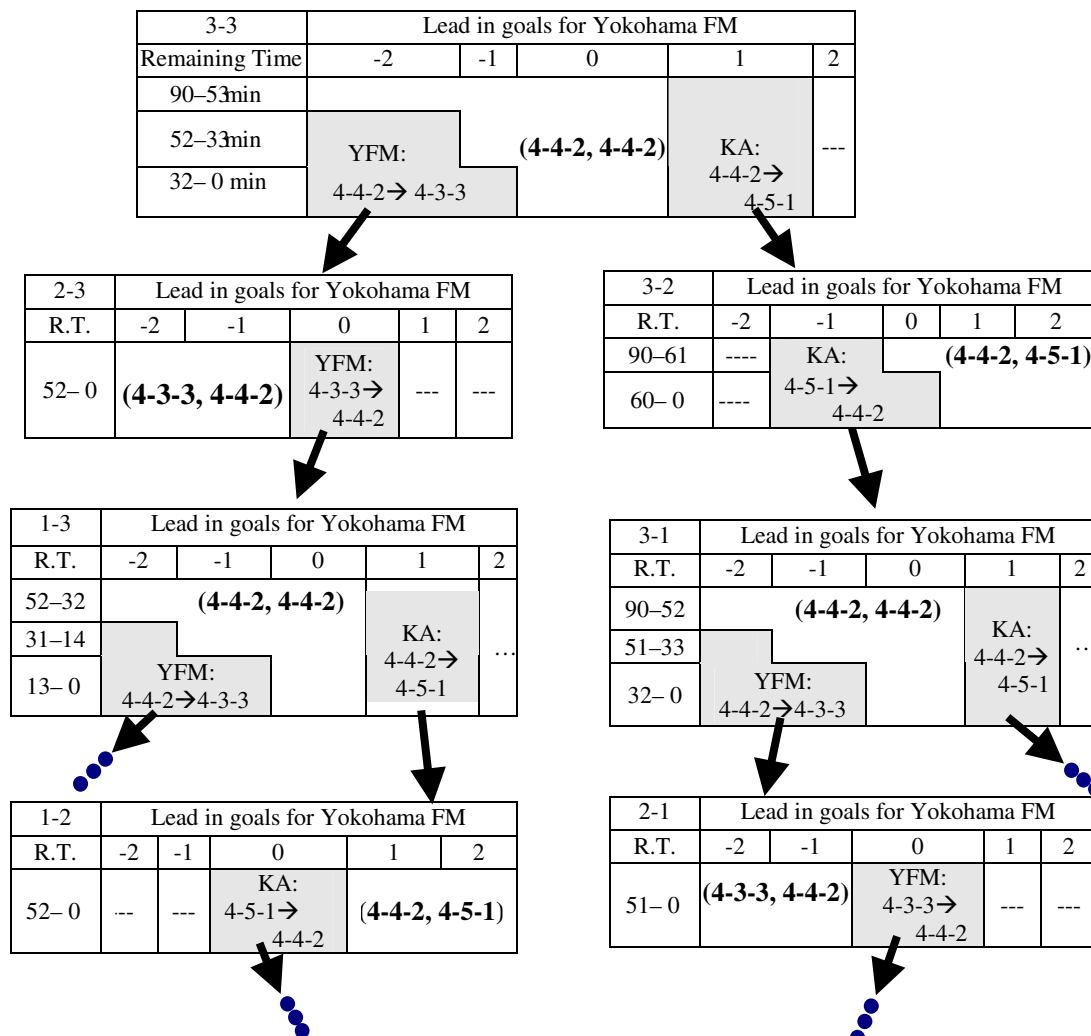 3-3 Lead in goals for Yokohama FM
Remaining Time -2 -1 0 1 2
90–53min
52–33min (4-4-2, 4-4-2) ---
YFM: KA:
32– 0 min 4-4-2→ 4-3-3 4-4-2→
4-5-1
2-3 Lead in goals for Yokohama FM
R.T. -2 -1 0 1 2
YFM:
52– 0 (4-3-3, 4-4-2) 4-3-3→ --- ---
4-4-2
3-2 Lead in goals for Yokohama FM
R.T. -2 -1 0 1 2
90–61 ---- KA: (4-4-2, 4-5-1)
4-5-1→
60– 0 ---- 4-4-2
1-3 Lead in goals for Yokohama FM
R.T. -2 -1 0 1 2
52–32 (4-4-2, 4-4-2)
31–14 KA: …
4-4-2→
13– 0 YFM: 4-5-1
4-4-2→4-3-3
3-1 Lead in goals for Yokohama FM
R.T. -2 -1 0 1 2
90–52 (4-4-2, 4-4-2)
51–33 KA: …
4-4-2→
32– 0 YFM: 4-5-1
4-4-2→4-3-3
1-2 Lead in goals for Yokohama FM
R.T. -2 -1 0 1 2
KA:
52– 0 --- --- 4-5-1→ (4-4-2, 4-5-1)
4-4-2
2-1 Lead in goals for Yokohama FM
R.T. -2 -1 0 1 2
YFM:
51– 0 (4-3-3, 4-4-2) 4-3-3→ --- ---
4-4-2